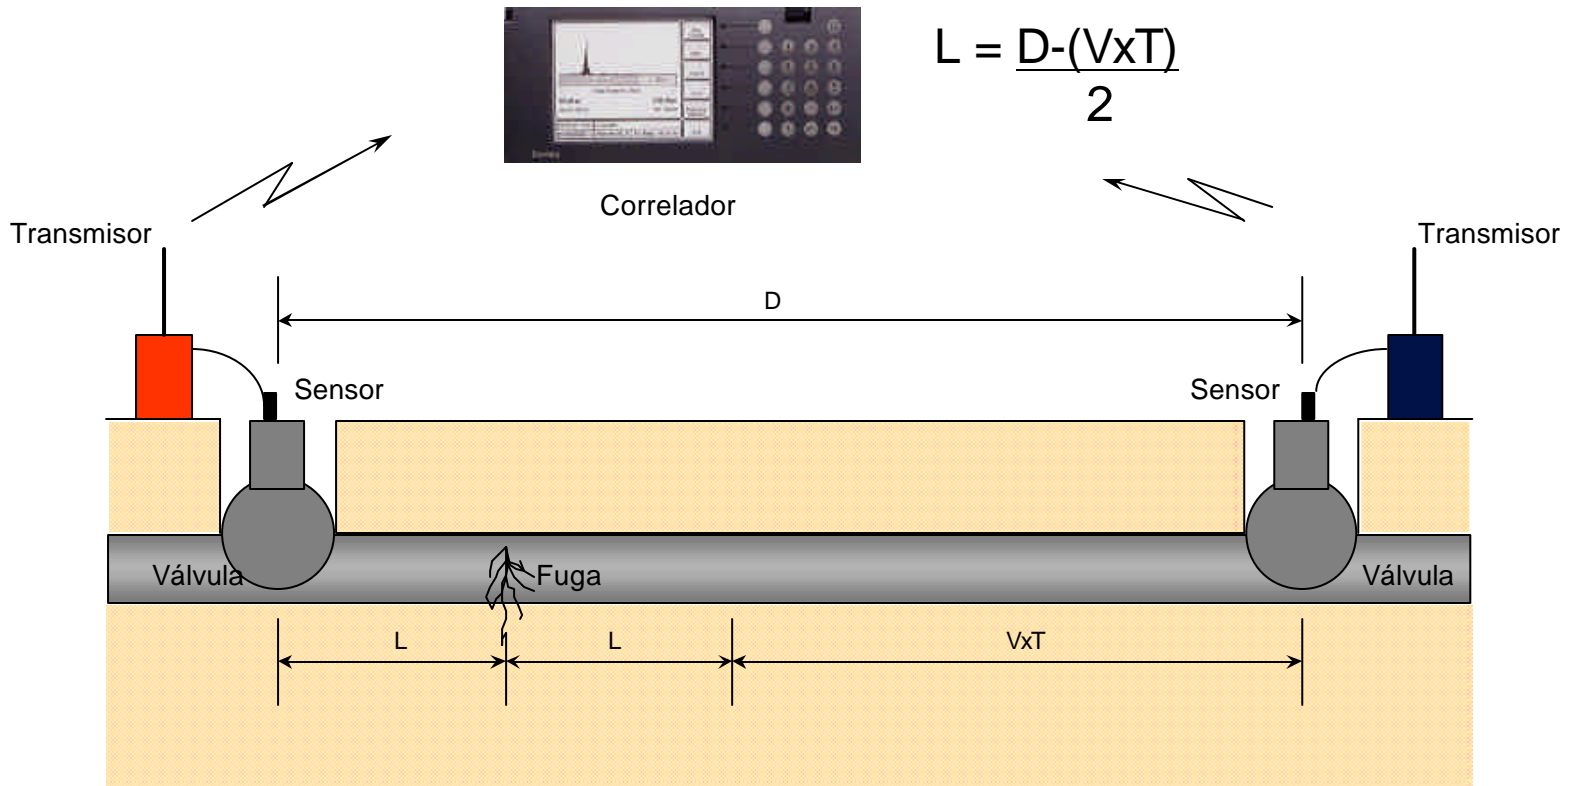 L = D-(VxT)
2
Correlador
Transmisor
Transmisor
D
Sensor
Sensor
Válvula
Fuga
Válvula
L
L
VxT